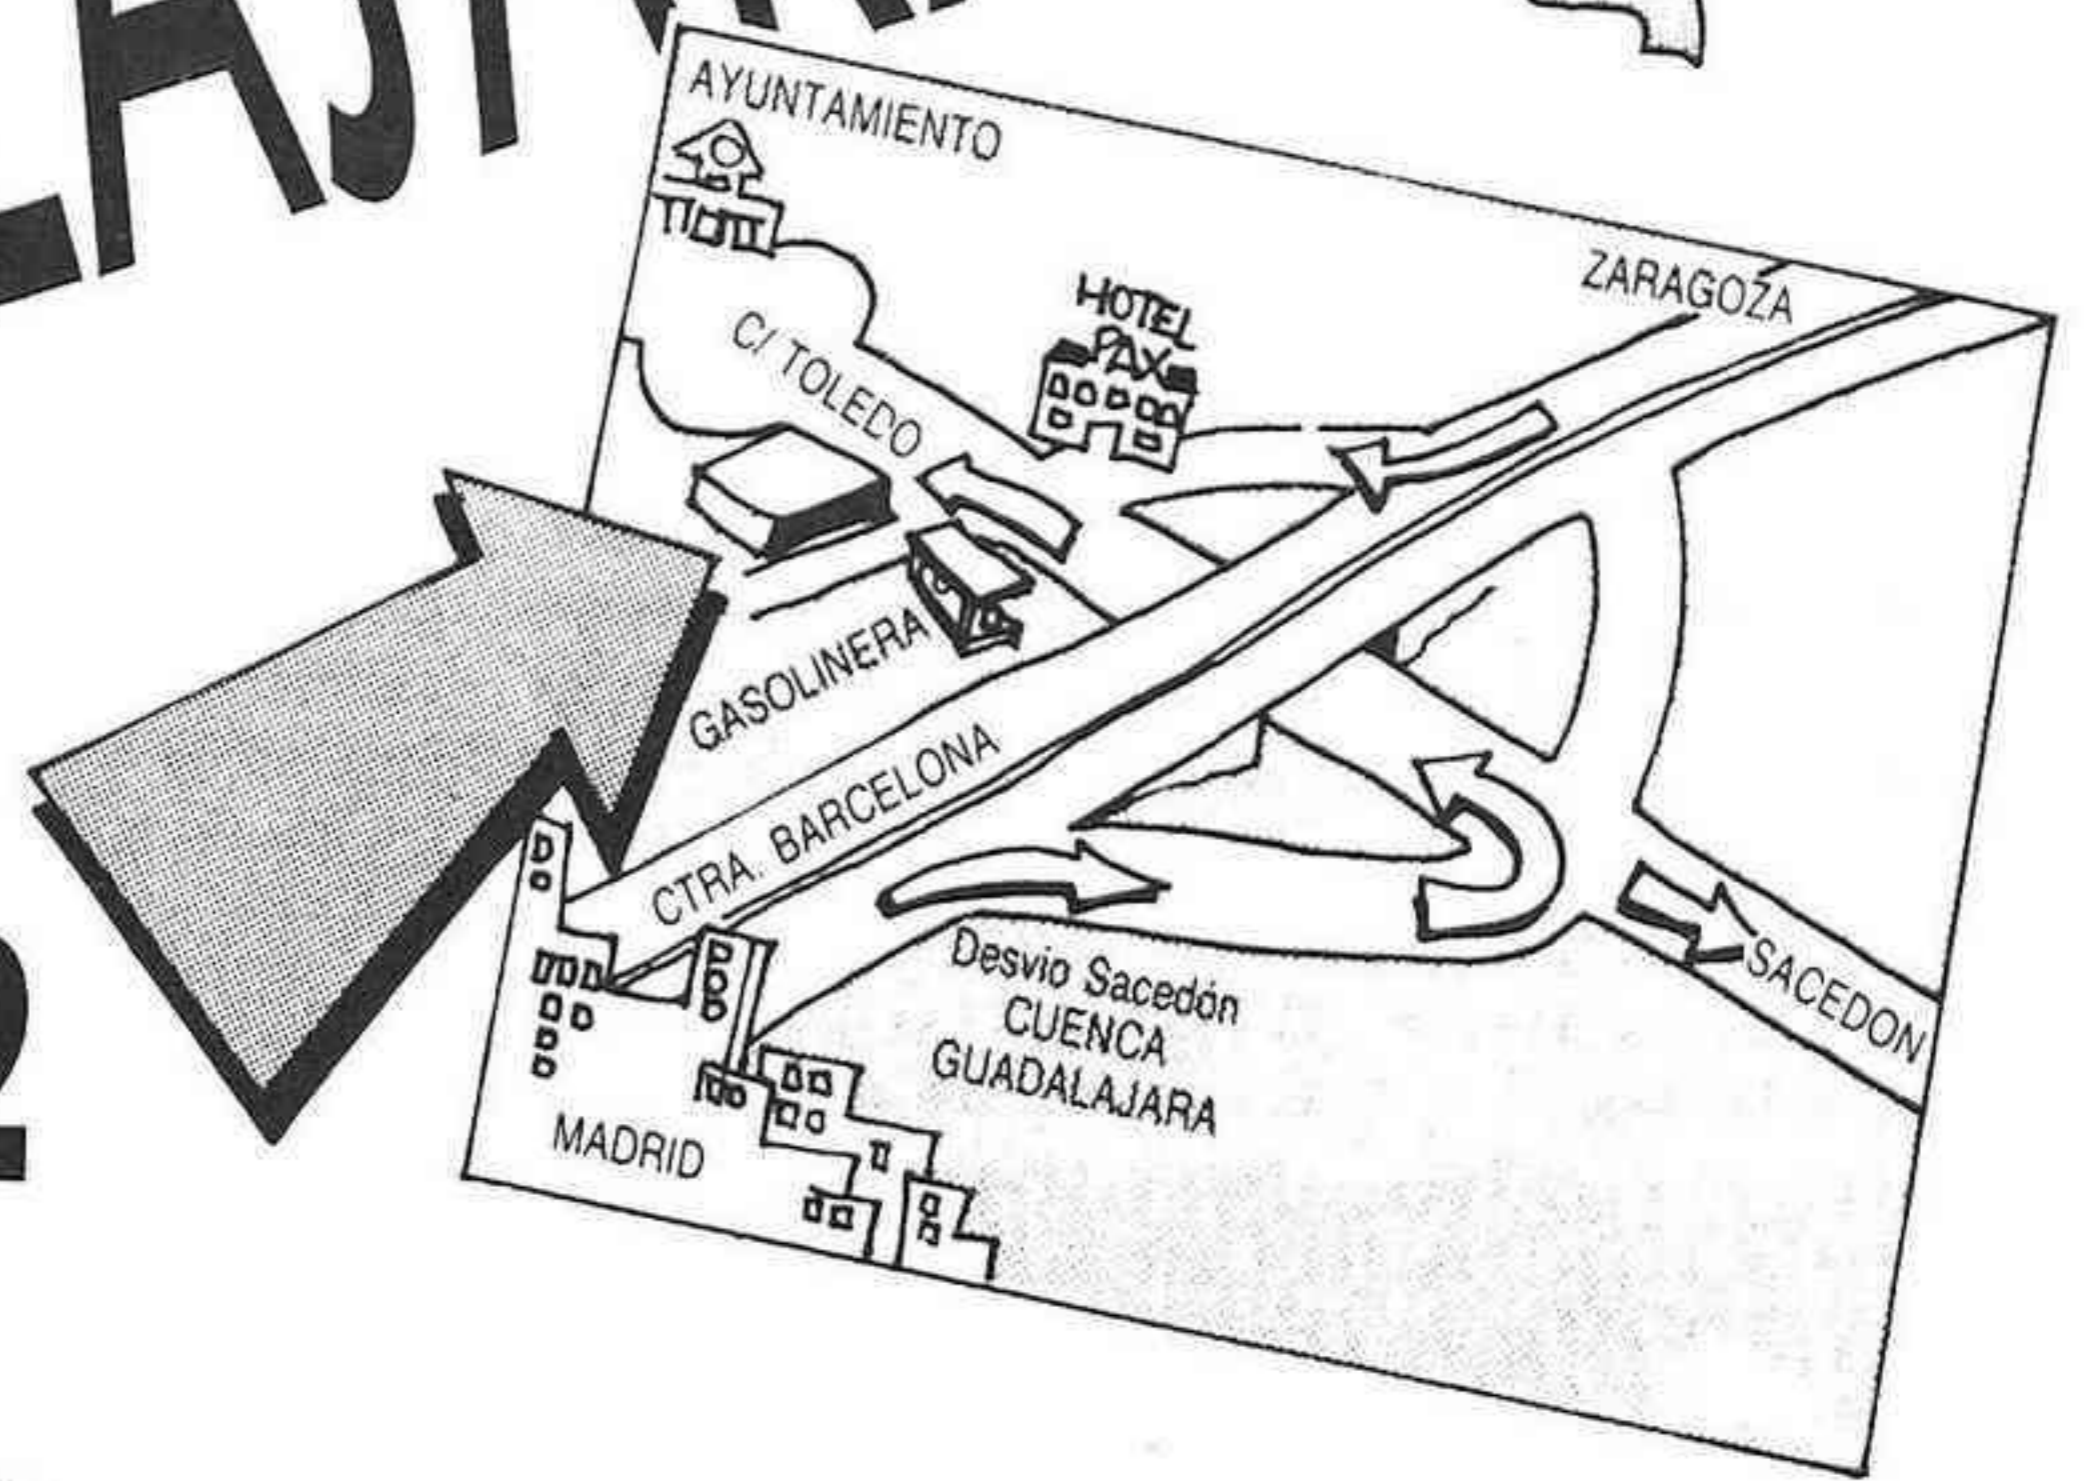 AYUNTAMIENTO
ZARAGOZA
HOTEL
PAX
C/ TOLEDO
GASOLINERA
CTRA. BARCELONA
Desvio Sacedón
CUENCA
GUADALAJARA
SACEDON
MADRID